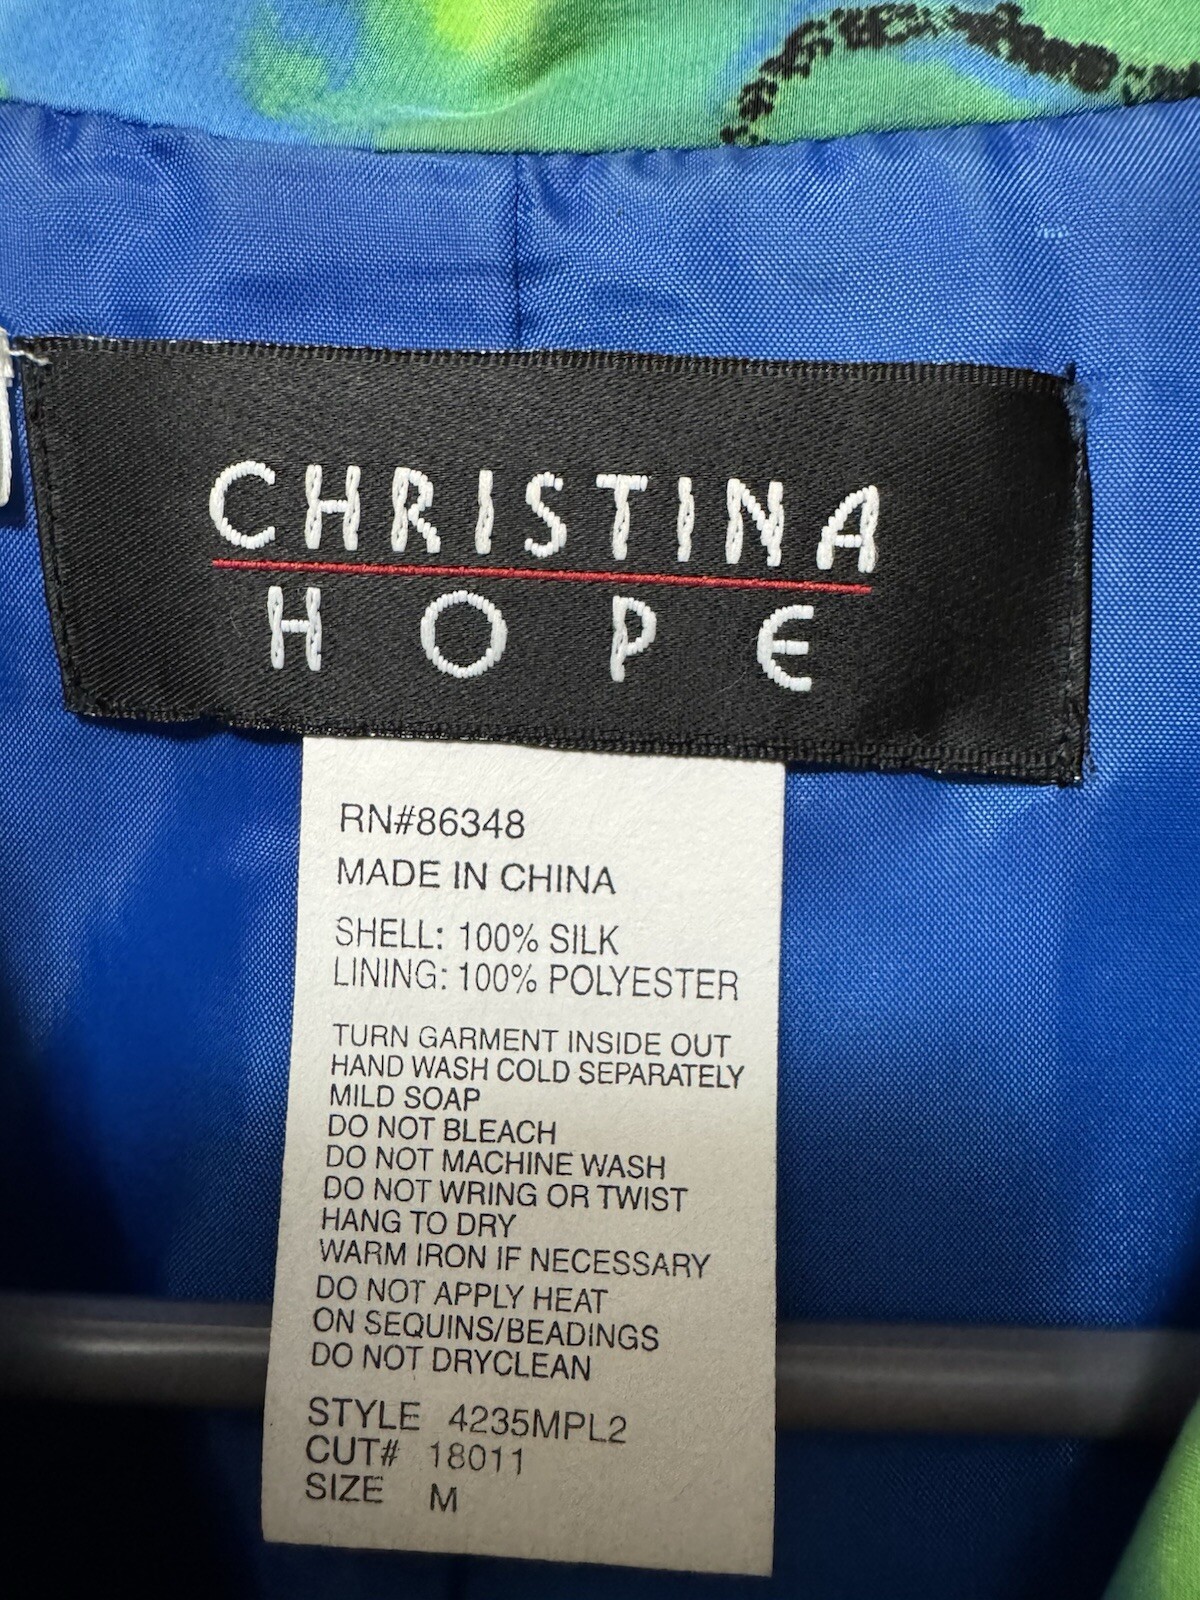 CHRISTINA
HOPE
RN#86348
MADE IN CHINA
SHELL: 100% SILK
LINING: 100% POLYESTER
TURN GARMENT INSIDE OUT
HAND WASH COLD SEPARATELY
MILD SOAP
DO NOT BLEACH
DO NOT MACHINE WASH
DO NOT WRING OR TWIST
HANG TO DRY
WARM IRON IF NECESSARY
DO NOT APPLY HEAT
ON SEQUINS/BEADINGS
DO NOT DRYCLEAN
STYLE 4235MPL2
CUT# 18011
SIZE M